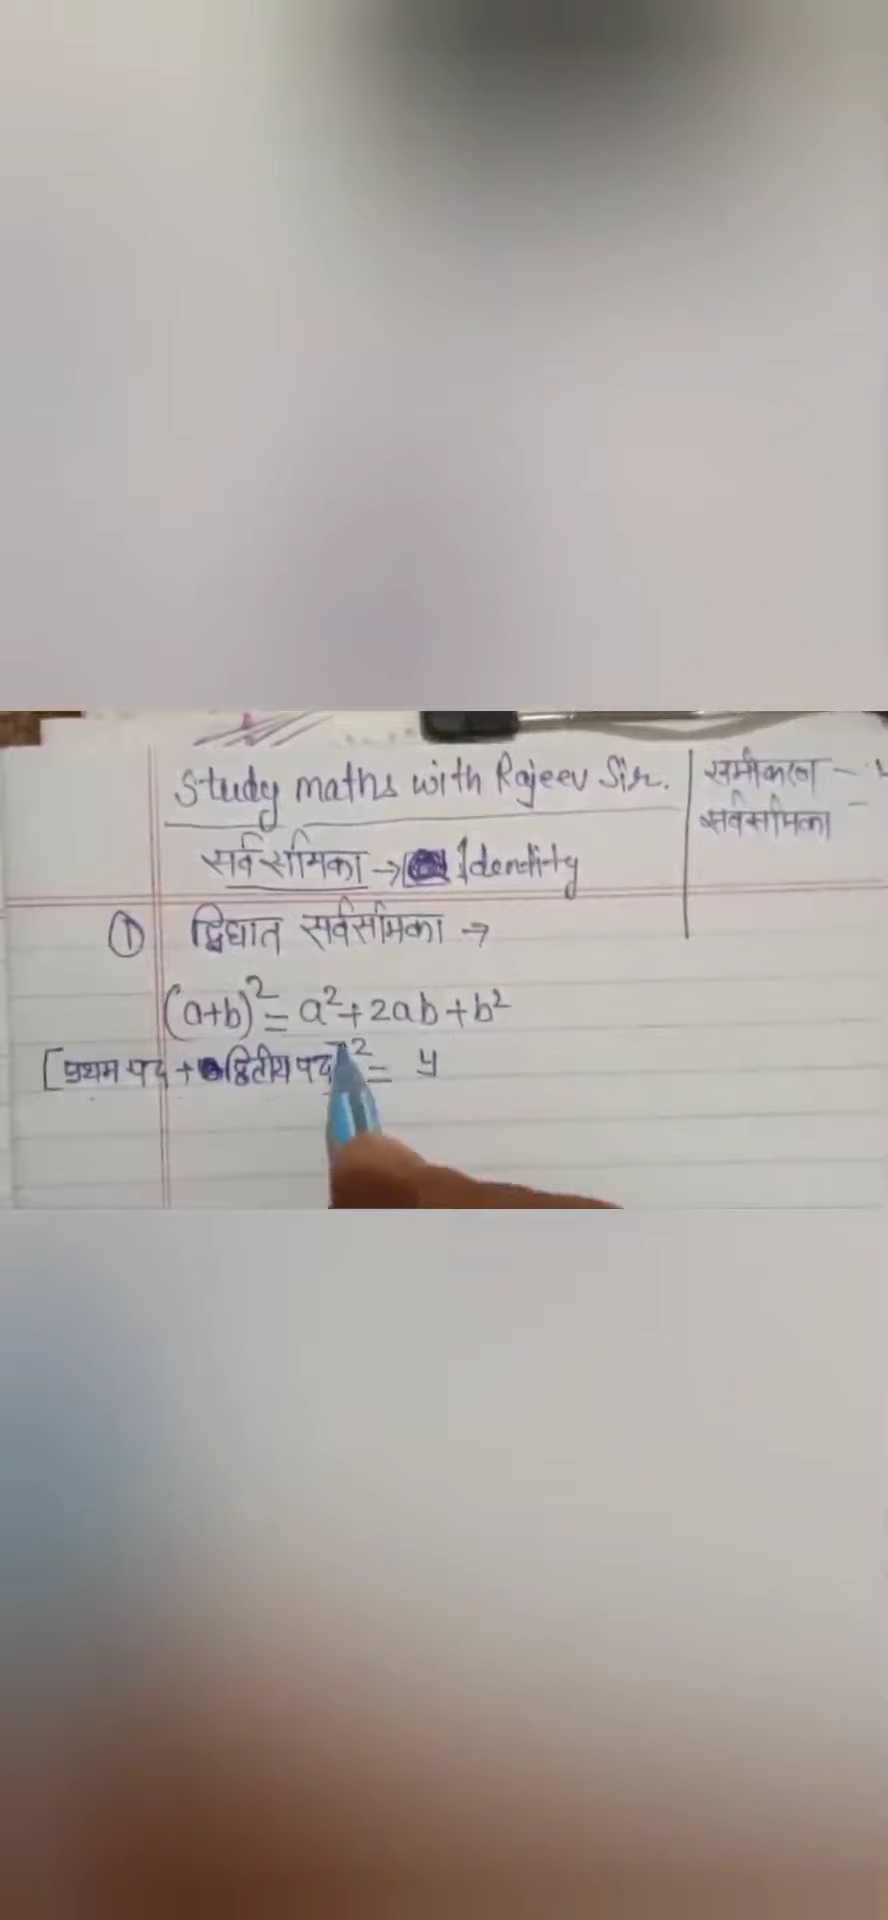 Study maths with Rajeev Sir.
समीकरण -
सर्वसमिका -
सर्वसमिका → Identity
① द्विघात सर्वसमिका →
(a+b)² = a²+2ab+b²
[प्रथम पद + द्वितीय पद]² = प